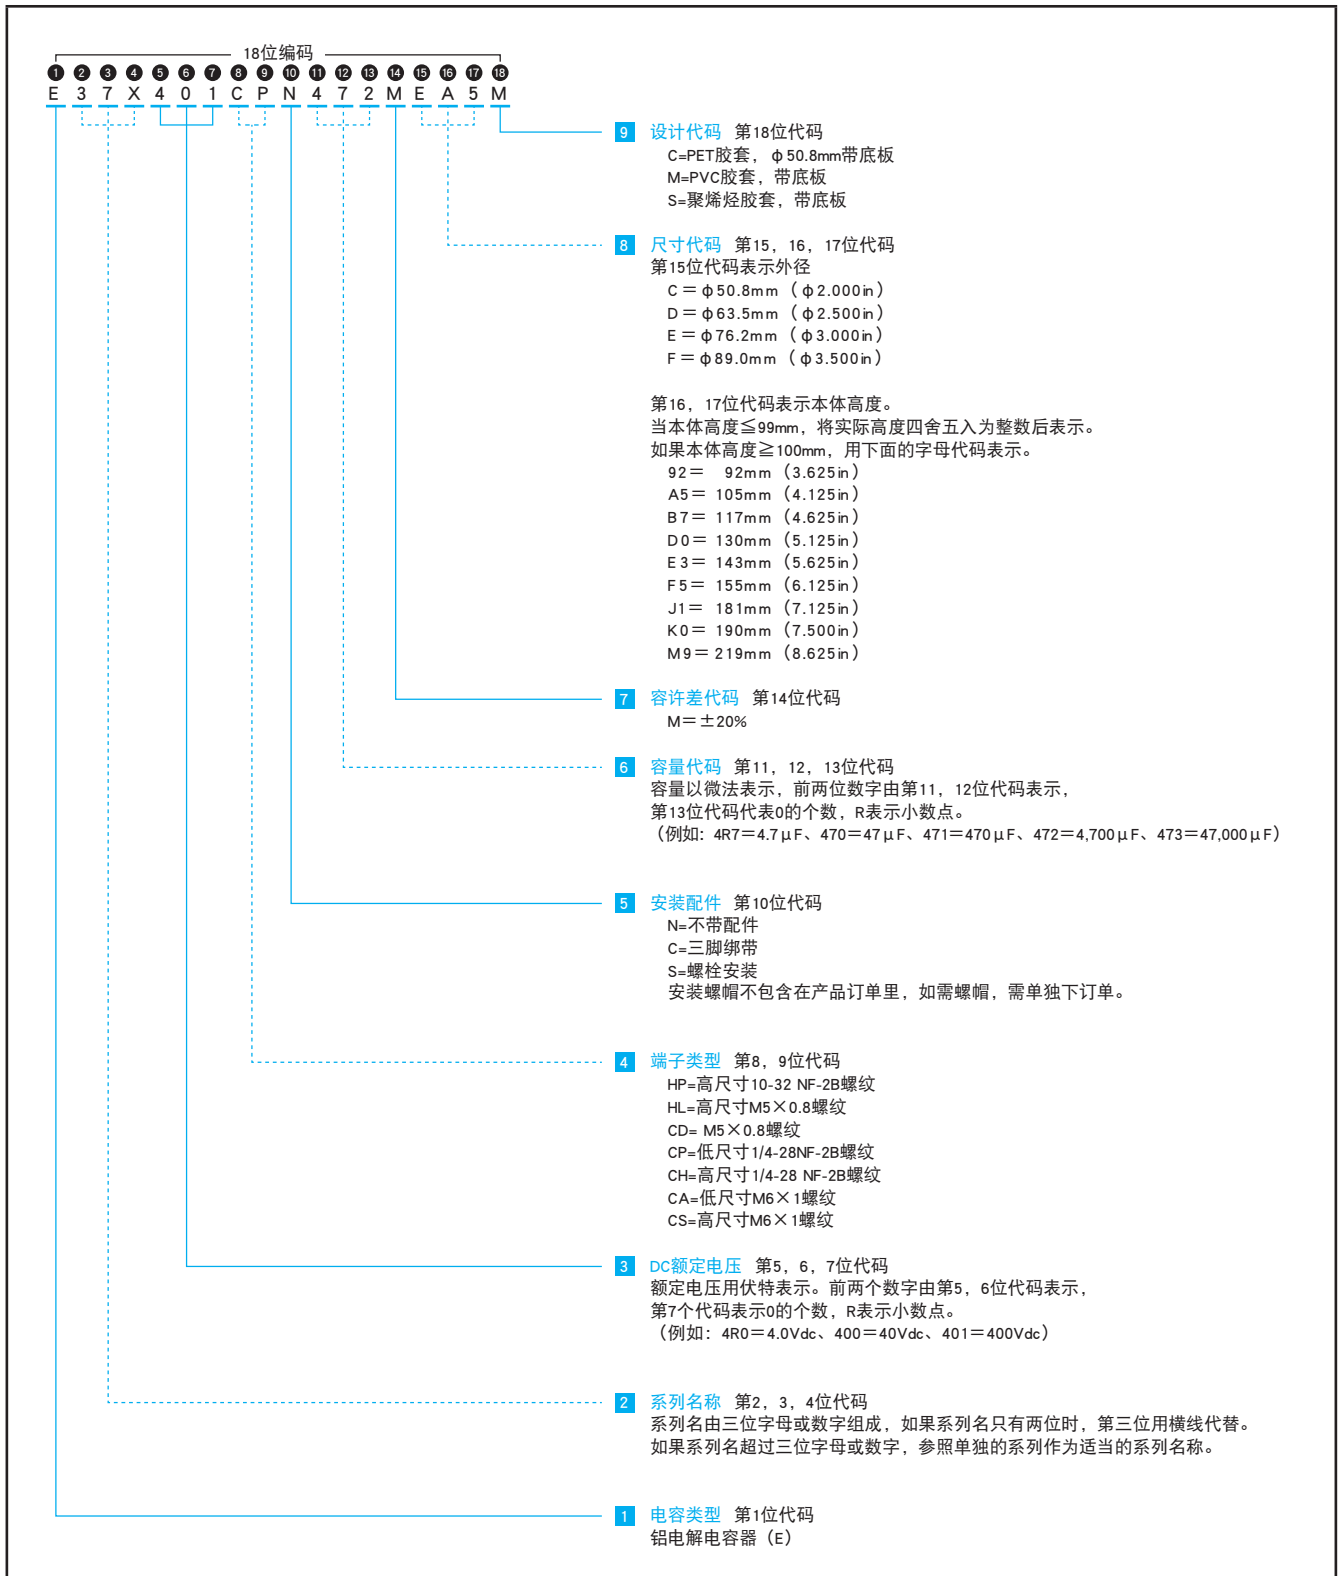 18位编码
1 2 3 4 5 6 7 8 9 10 11 12 13 14 15 16 17 18
E 3 7 X 4 0 1 C P N 4 7 2 M E A 5 M
9 设计代码 第18位代码
C=PET胶套，φ50.8mm带底板
M=PVC胶套，带底板
S=聚烯烃胶套，带底板
8 尺寸代码 第15，16，17位代码
第15位代码表示外径
C＝φ50.8mm（φ2.000in）
D＝φ63.5mm（φ2.500in）
E＝φ76.2mm（φ3.000in）
F＝φ89.0mm（φ3.500in）
第16，17位代码表示本体高度。
当本体高度≦99mm，将实际高度四舍五入为整数后表示。
如果本体高度≧100mm，用下面的字母代码表示。
92＝ 92mm（3.625in）
A5＝ 105mm（4.125in）
B7＝ 117mm（4.625in）
D0＝ 130mm（5.125in）
E3＝ 143mm（5.625in）
F5＝ 155mm（6.125in）
J1＝ 181mm（7.125in）
K0＝ 190mm（7.500in）
M9＝219mm（8.625in）
7 容许差代码 第14位代码
M＝±20%
6 容量代码 第11，12，13位代码
容量以微法表示，前两位数字由第11，12位代码表示，
第13位代码代表0的个数，R表示小数点。
（例如：4R7＝4.7μF、470＝47μF、471＝470μF、472＝4,700μF、473＝47,000μF）
5 安装配件 第10位代码
N=不带配件
C=三脚绑带
S=螺栓安装
安装螺帽不包含在产品订单里，如需螺帽，需单独下订单。
4 端子类型 第8，9位代码
HP=高尺寸10-32 NF-2B螺纹
HL=高尺寸M5×0.8螺纹
CD= M5×0.8螺纹
CP=低尺寸1/4-28NF-2B螺纹
CH=高尺寸1/4-28 NF-2B螺纹
CA=低尺寸M6×1螺纹
CS=高尺寸M6×1螺纹
3 DC额定电压 第5，6，7位代码
额定电压用伏特表示。前两个数字由第5，6位代码表示，
第7个代码表示0的个数，R表示小数点。
（例如：4R0＝4.0Vdc、400＝40Vdc、401＝400Vdc）
2 系列名称 第2，3，4位代码
系列名由三位字母或数字组成，如果系列名只有两位时，第三位用横线代替。
如果系列名超过三位字母或数字，参照单独的系列作为适当的系列名称。
1 电容类型 第1位代码
铝电解电容器（E）